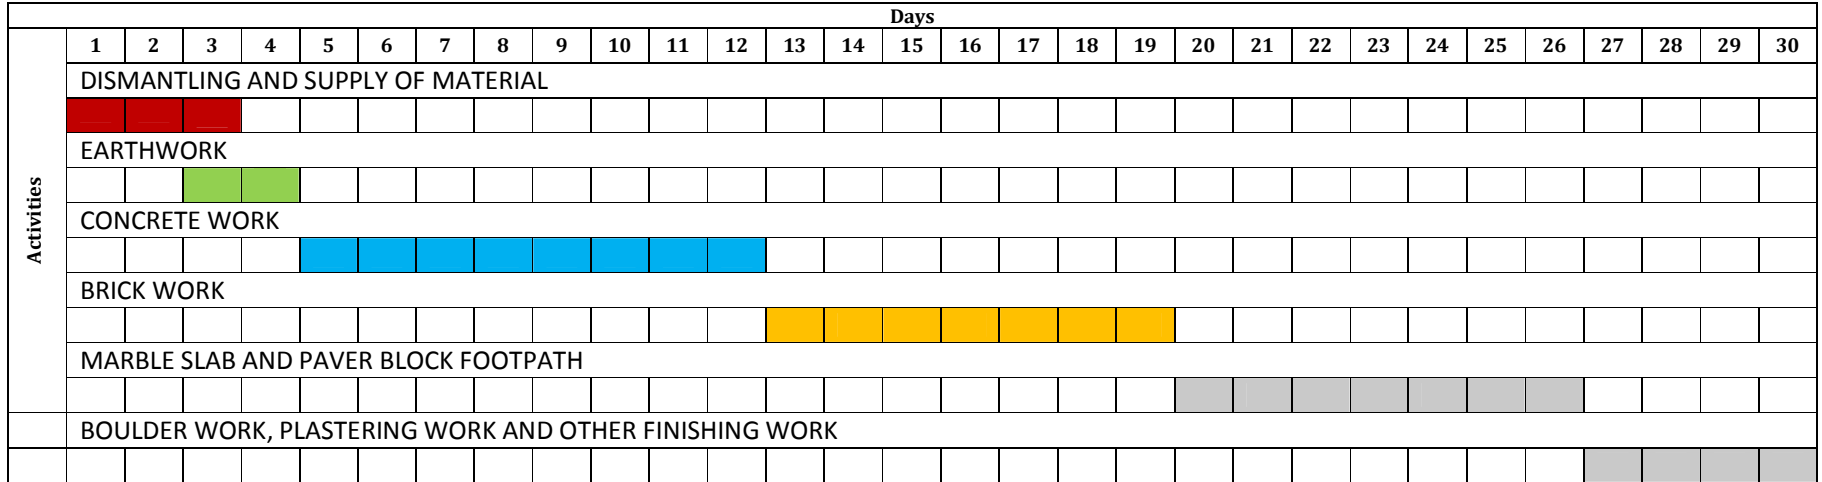 Days
1 2 3 4 5 6 7 8 9 10 11 12 13 14 15 16 17 18 19 20 21 22 23 24 25 26 27 28 29 30
Activities
DISMANTLING AND SUPPLY OF MATERIAL
EARTHWORK
CONCRETE WORK
BRICK WORK
MARBLE SLAB AND PAVER BLOCK FOOTPATH
BOULDER WORK, PLASTERING WORK AND OTHER FINISHING WORK